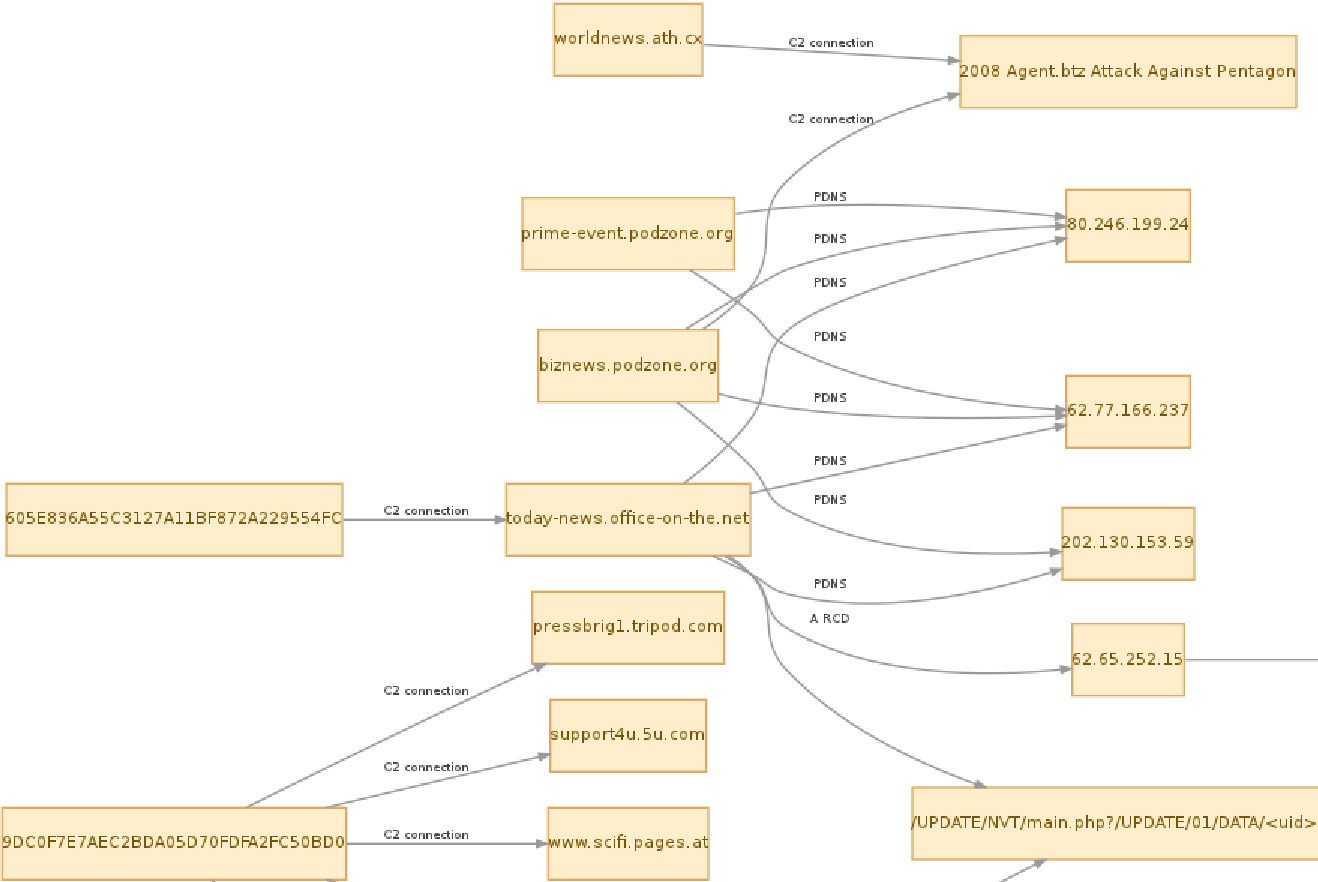 worldnews.ath.cx
C2 connection
2008 Agent.btz Attack Against Pentagon
C2 connection
PDNS
prime-event.podzone.org
80.246.199.24
PDNS
PDNS
PDNS
biznews.podzone.org
PDNS
62.77.166.237
PDNS
PDNS
605E836A55C3127A11BF872A229554FC
C2 connection
today-news.office-on-the.net
202.130.153.59
PDNS
A RCD
pressbrig1.tripod.com
62.65.252.15
C2 connection
support4u.5u.com
C2 connection
/UPDATE/NVT/main.php?/UPDATE/01/DATA/<uid>
C2 connection
9DC0F7E7AEC2BDA05D70FDFA2FC50BD0
www.scifi.pages.at